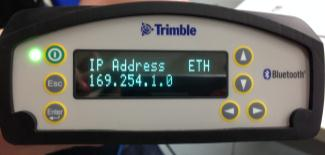 Trimble
IP Address ETH
169.254.1.0
Esc
Enter
Bluetooth